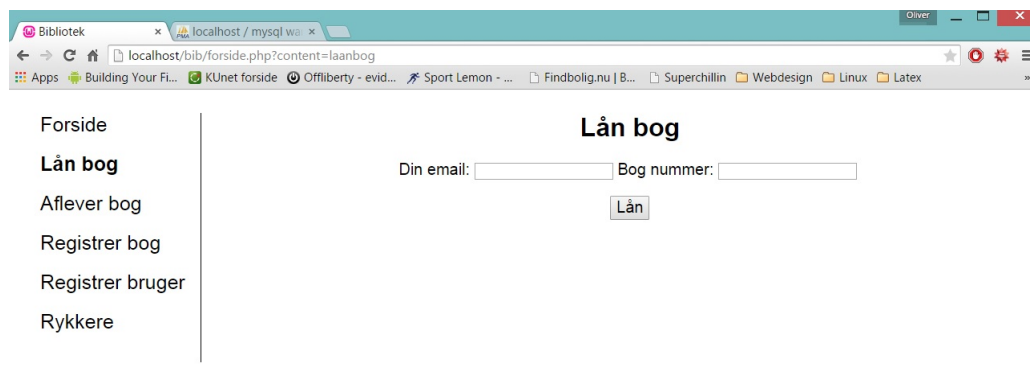 Oliver
Bibliotek
localhost / mysql wa
localhost/bib/forside.php?content=laanbog
Apps Building Your Fi... KUnet forside Offliberty - evid... Sport Lemon - ... Findbolig.nu | B... Superchillin Webdesign Linux Latex »
Forside
Lån bog
Aflever bog
Registrer bog
Registrer bruger
Rykkere
Lån bog
Din email: Bog nummer:
Lån